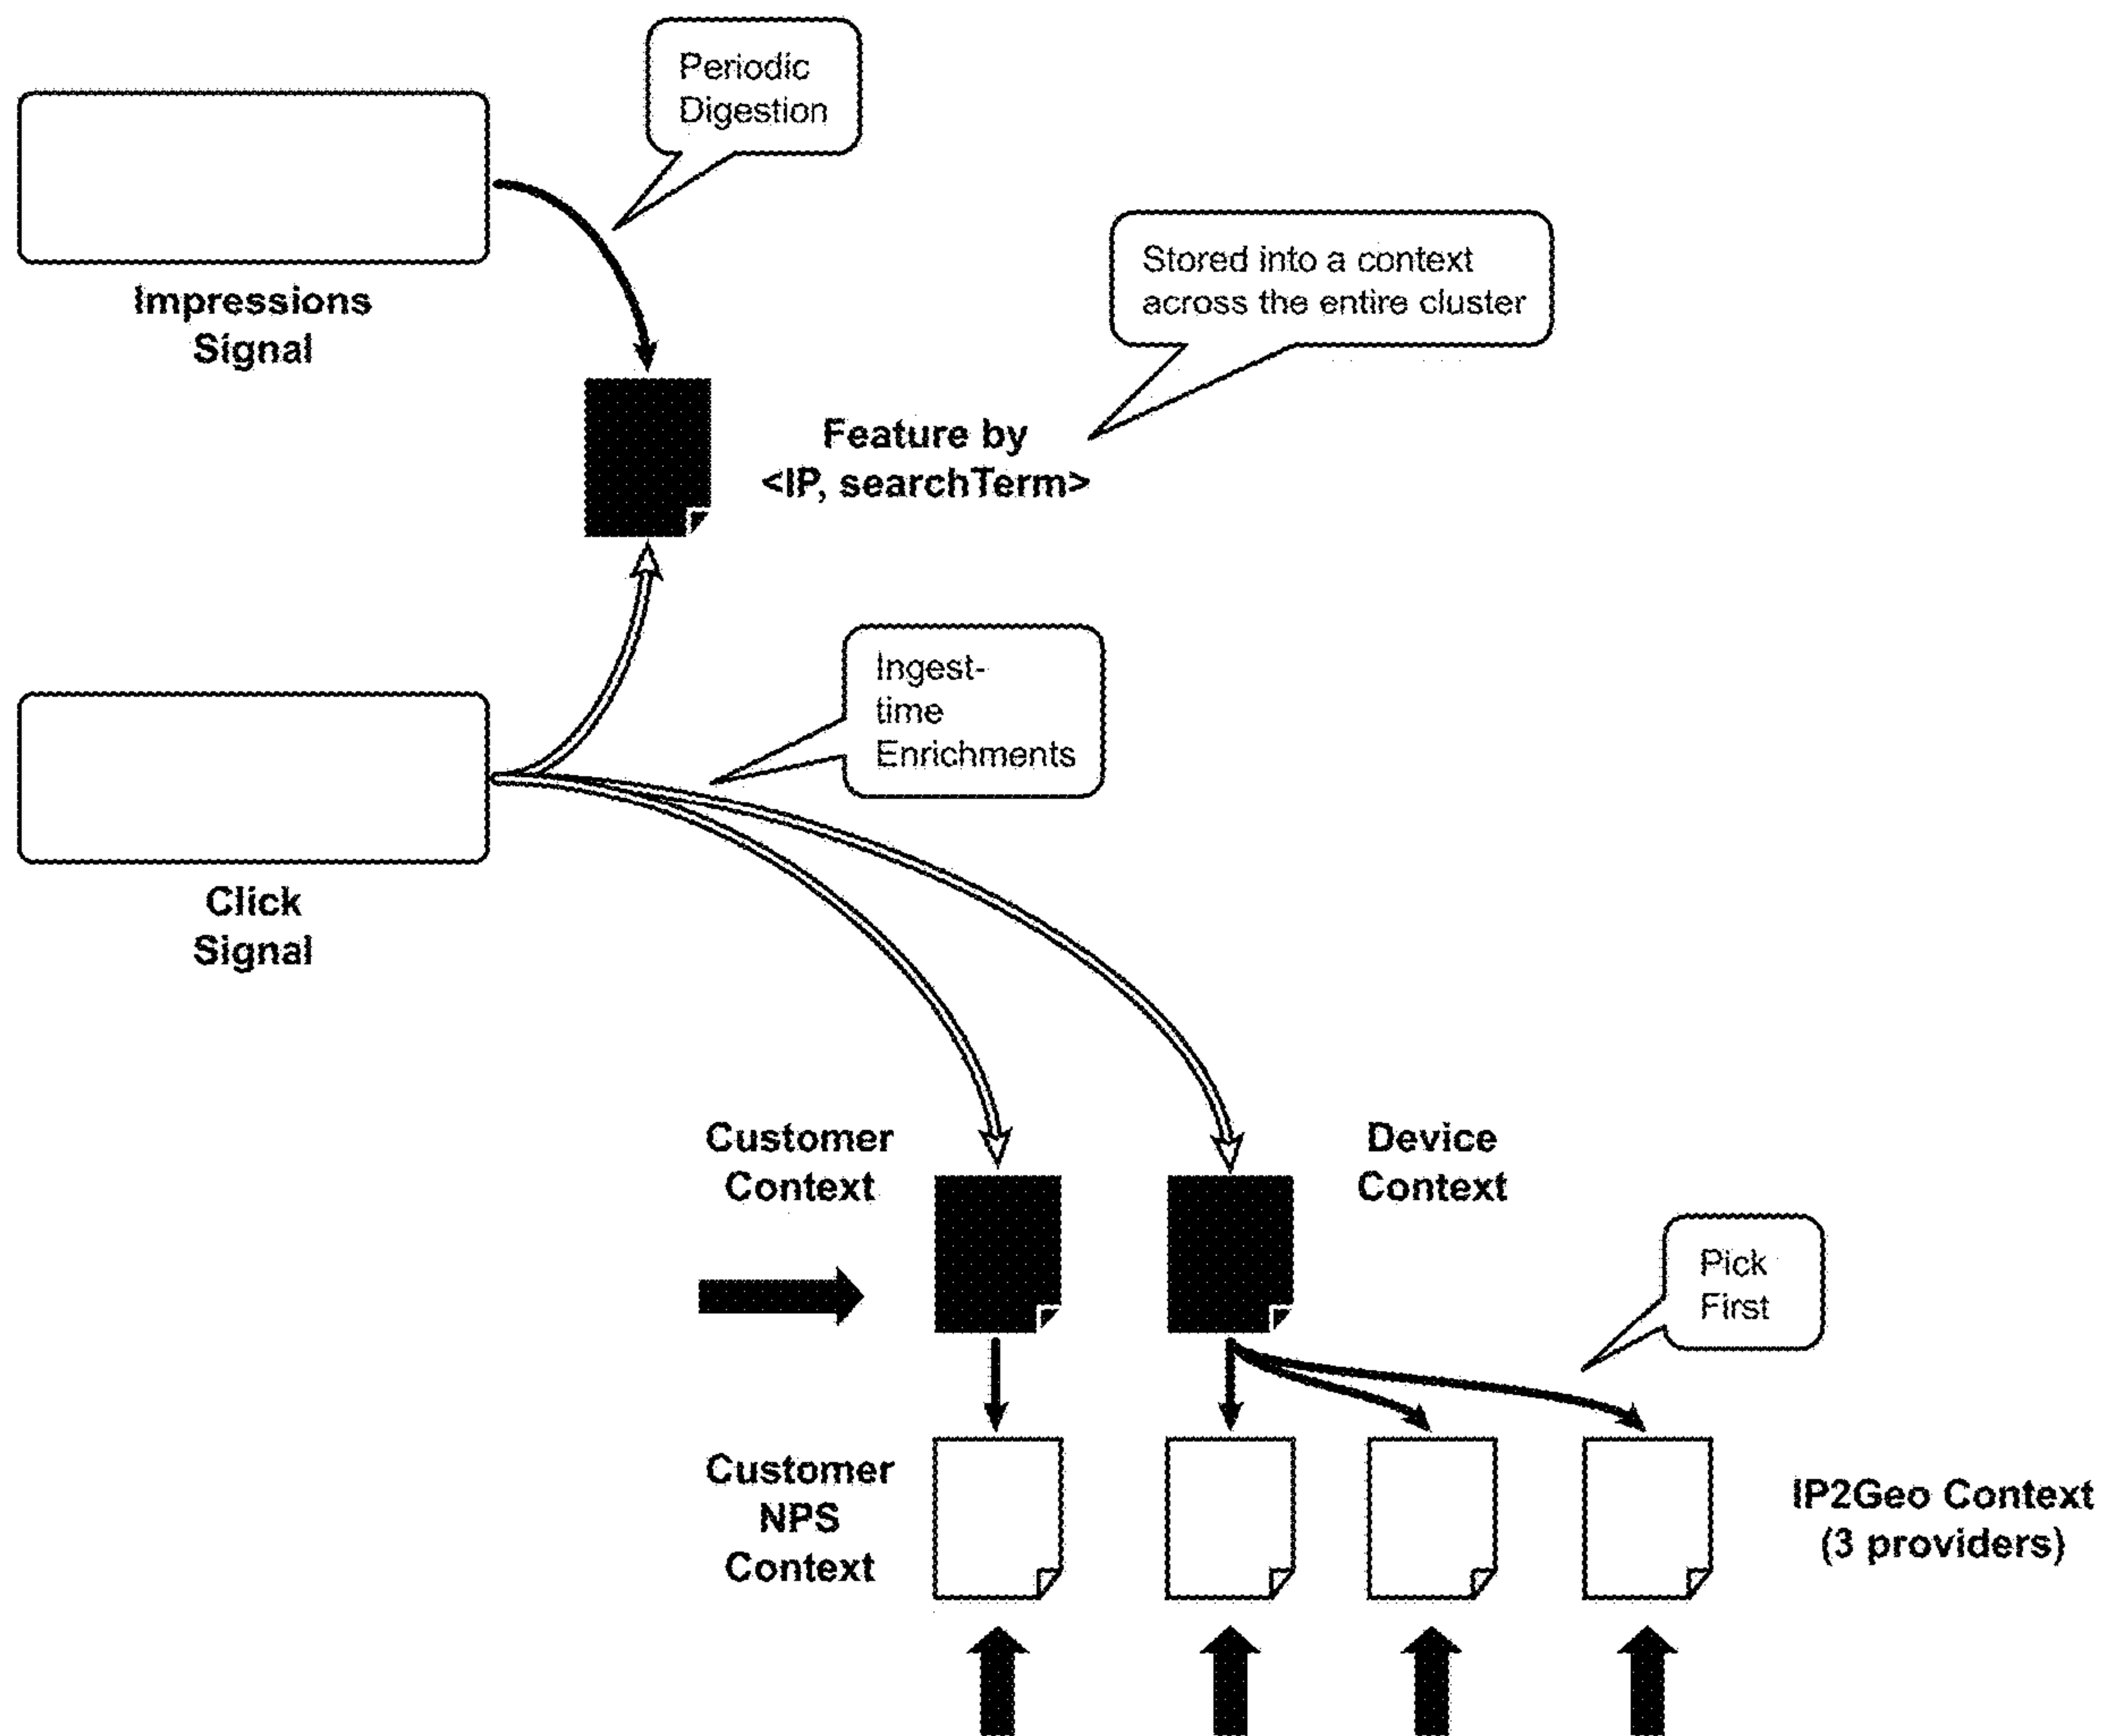 Periodic
Digestion
Impressions
Signal
Stored into a context
across the entire cluster
Feature by
<IP, searchTerm>
Ingest-
time
Enrichments
Click
Signal
Customer
Context
Device
Context
Pick
First
Customer
NPS
Context
IP2Geo Context
(3 providers)